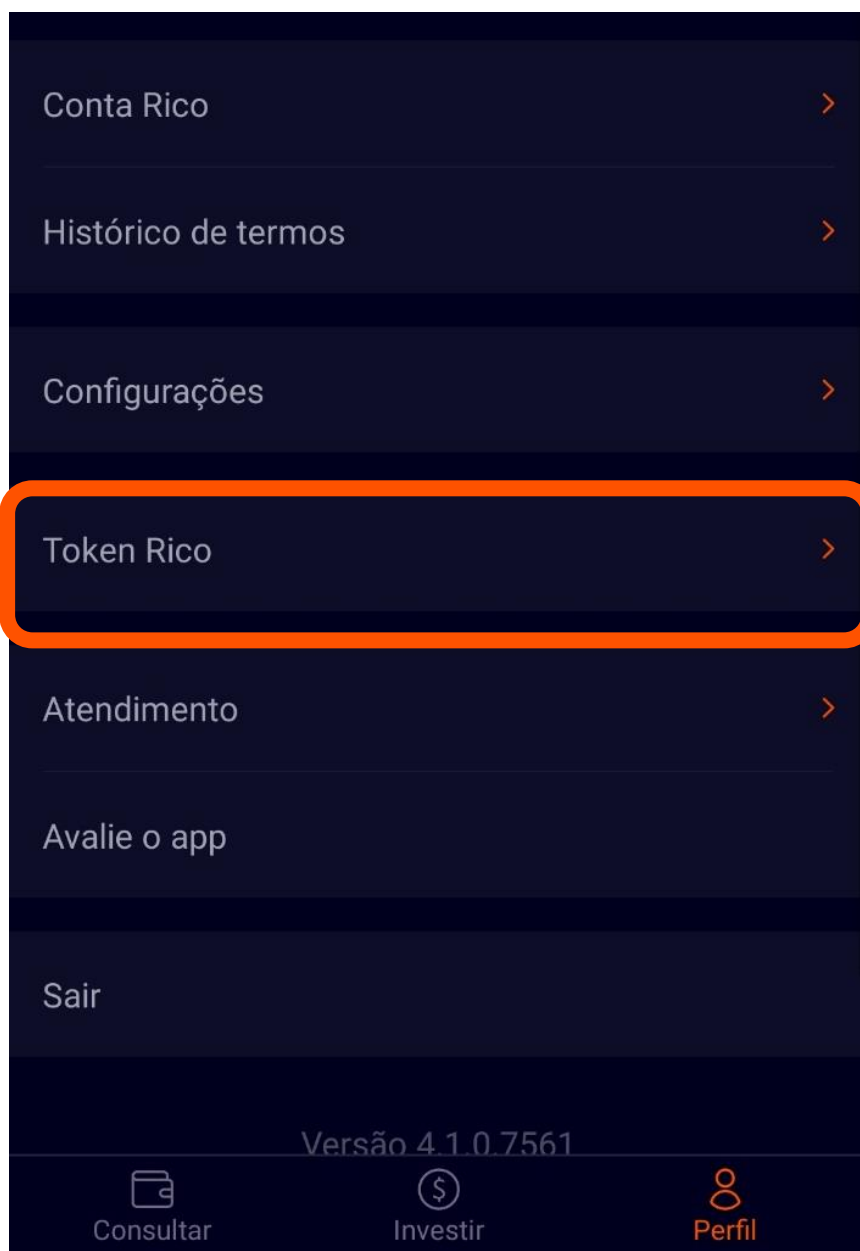 Conta Rico
Histórico de termos
Configurações
Token Rico
Atendimento
Avalie o app
Sair
Versão 4.1.0.7561
Consultar
Investir
Perfil